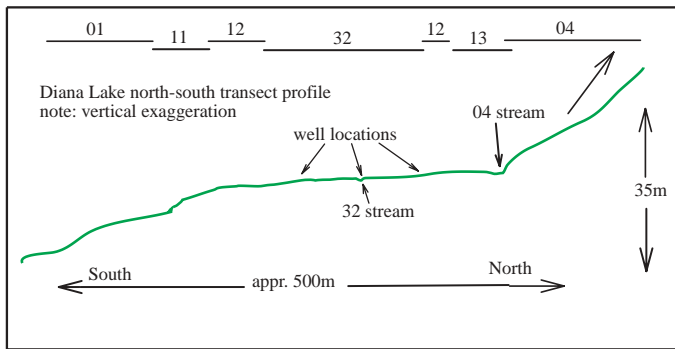 01 11 12 32 12 13 04
Diana Lake north-south transect profile
note: vertical exaggeration
04 stream
well locations
35m
32 stream
South appr. 500m North